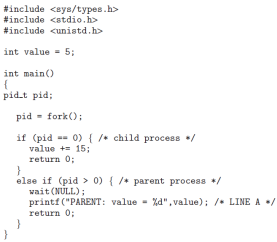 #include <sys/types.h>
#include <stdio.h>
#include <unistd.h>
int value = 5;
int main()
{
pid_t pid;
pid = fork();
if (pid == 0) { /* child process */
value += 15;
return 0;
}
else if (pid > 0) { /* parent process */
wait(NULL);
printf("PARENT: value = %d",value); /* LINE A */
return 0;
}
}